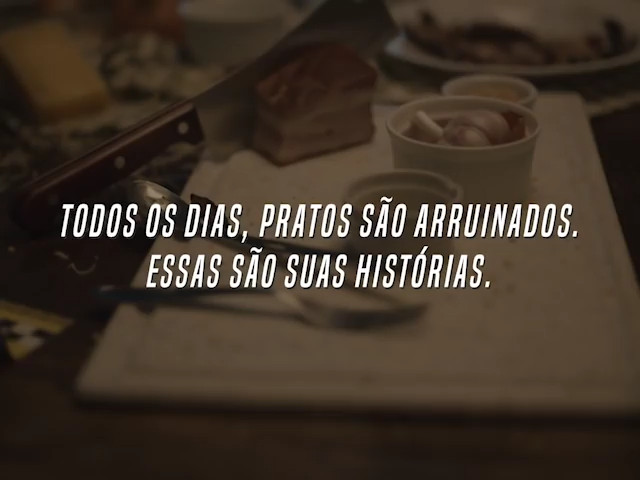 TODOS OS DIAS, PRATOS SÃO ARRUINADOS.
ESSAS SÃO SUAS HISTÓRIAS.